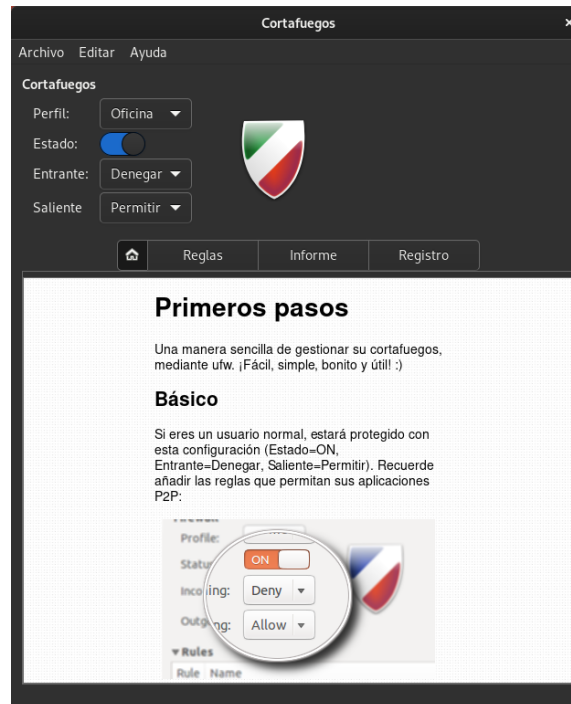 Cortafuegos
Archivo Editar Ayuda
Cortafuegos
Perfil: Oficina
Estado:
Entrante: Denegar
Saliente Permitir
Reglas Informe Registro
Primeros pasos
Una manera sencilla de gestionar su cortafuegos,
mediante ufw. ¡Fácil, simple, bonito y útil! :)
Básico
Si eres un usuario normal, estará protegido con
esta configuración (Estado=ON,
Entrante=Denegar, Saliente=Permitir). Recuerde
añadir las reglas que permitan sus aplicaciones
P2P:
Profile:
ON
ing: Deny
ng: Allow
Rules
Rule Name